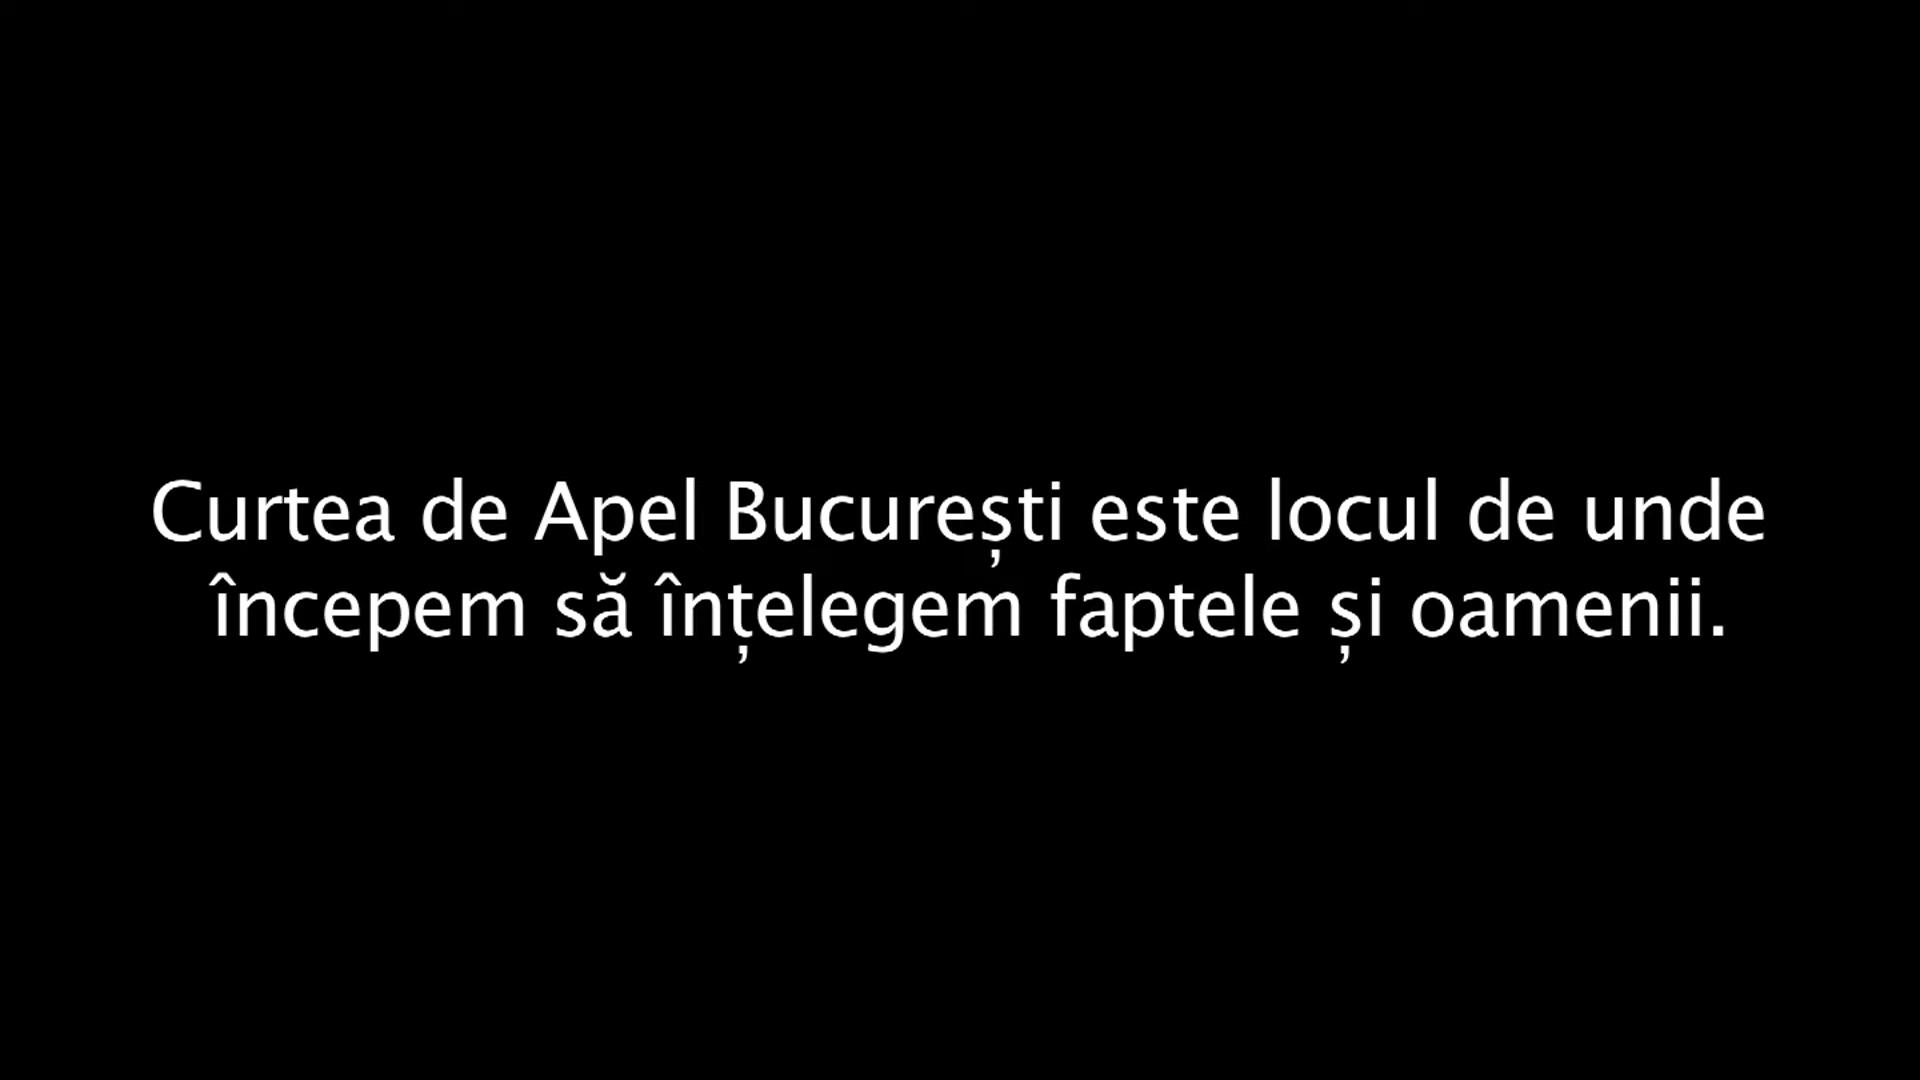 Curtea de Apel București este locul de unde
începem să înțelegem faptele și oamenii.